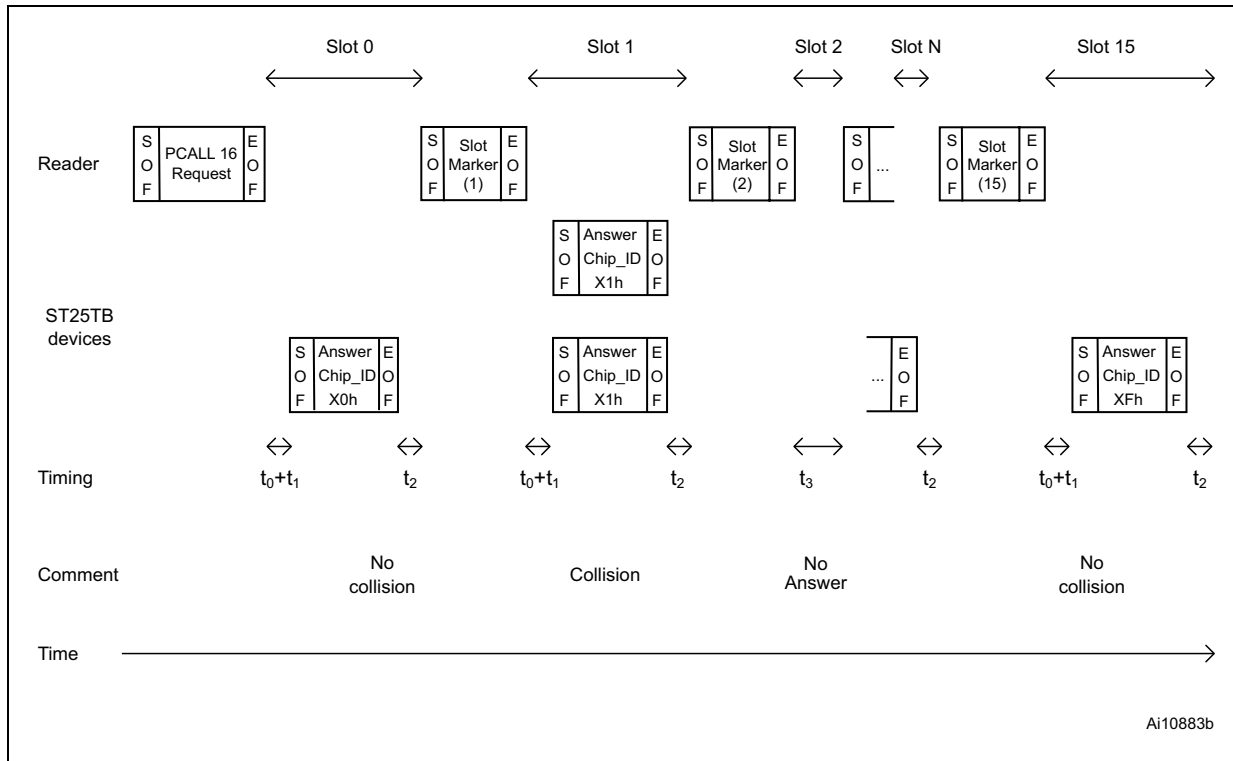 Slot 0 Slot 1 Slot 2 Slot N Slot 15
Reader
S O F PCALL 16 Request E O F
S O F Slot Marker (1) E O F
S O F Slot Marker (2) E O F
S O F ...
S O F Slot Marker (15) E O F
S O F Answer Chip_ID X1h E O F
ST25TB devices
S O F Answer Chip_ID X0h E O F
S O F Answer Chip_ID X1h E O F
... E O F
S O F Answer Chip_ID XFh E O F
Timing t0+t1 t2 t0+t1 t2 t3 t2 t0+t1 t2
Comment No collision Collision No Answer No collision
Time
Ai10883b